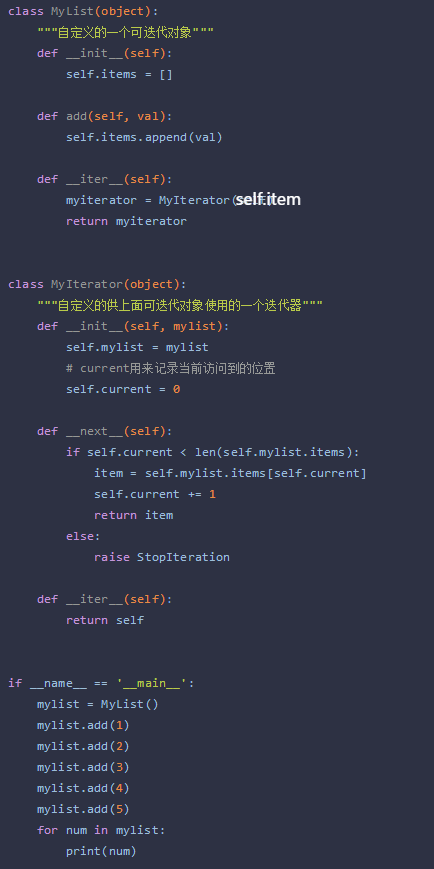 class MyList(object):
    """自定义的一个可迭代对象"""
    def __init__(self):
        self.items = []

    def add(self, val):
        self.items.append(val)

    def __iter__(self):
        myiterator = MyIterator(self.item
        return myiterator


class MyIterator(object):
    """自定义的供上面可迭代对象使用的一个迭代器"""
    def __init__(self, mylist):
        self.mylist = mylist
        # current用来记录当前访问到的位置
        self.current = 0

    def __next__(self):
        if self.current < len(self.mylist.items):
            item = self.mylist.items[self.current]
            self.current += 1
            return item
        else:
            raise StopIteration

    def __iter__(self):
        return self


if __name__ == '__main__':
    mylist = MyList()
    mylist.add(1)
    mylist.add(2)
    mylist.add(3)
    mylist.add(4)
    mylist.add(5)
    for num in mylist:
        print(num)